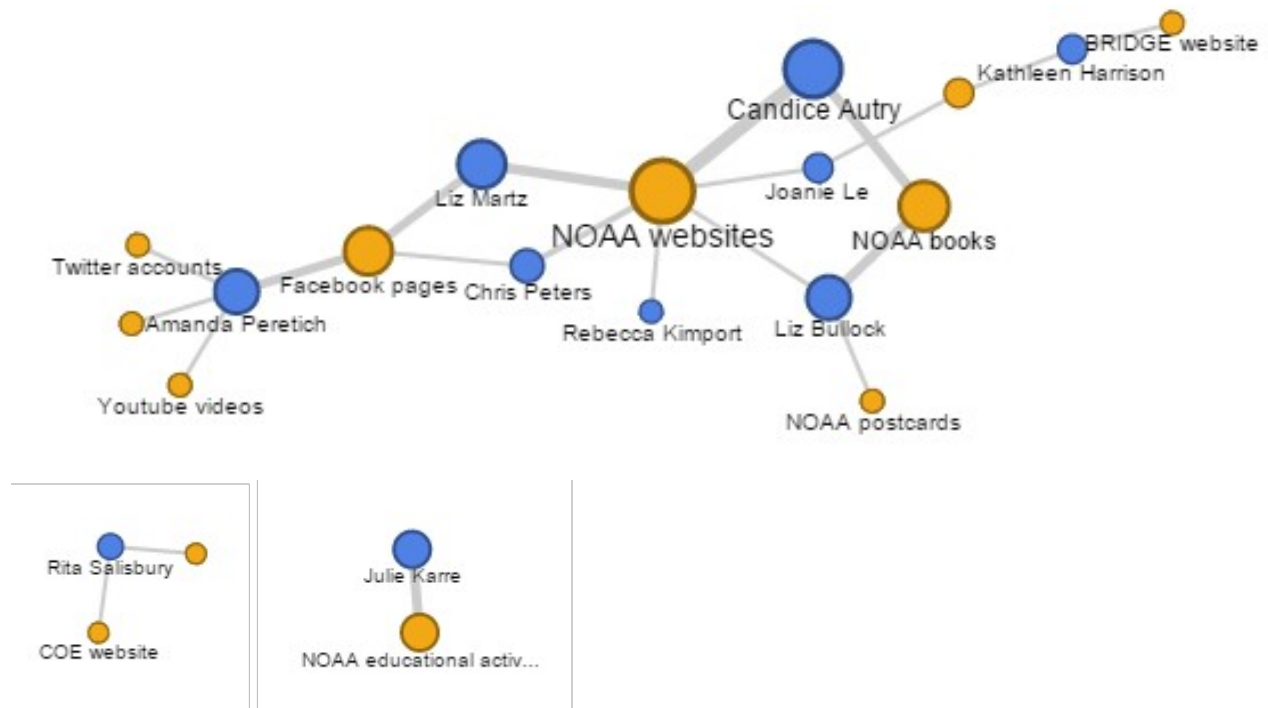 BRIDGE website
Kathleen Harrison
Candice Autry
Joanie Le
Liz Martz
NOAA websites
NOAA books
Twitter accounts
Facebook pages
Chris Peters
Amanda Peretich
Rebecca Kimport
Liz Bullock
Youtube videos
NOAA postcards
Rita Salisbury
COE website
Julie Karre
NOAA educational activ...